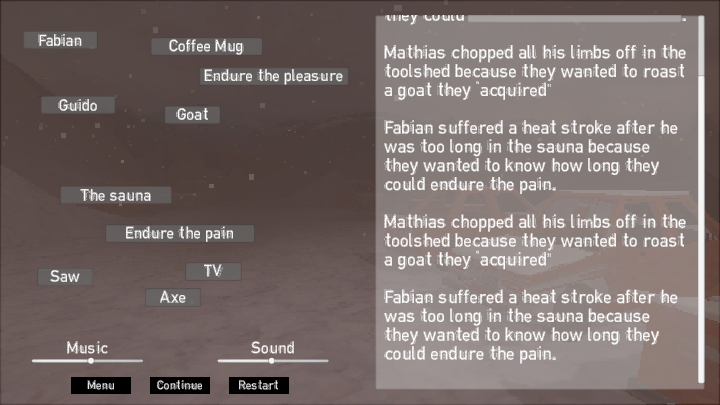 Fabian
Coffee Mug
Endure the pleasure
Guido
Goat
The sauna
Endure the pain
Saw
TV
Axe
Music
Sound
Menu
Continue
Restart
they could .
Mathias chopped all his limbs off in the
toolshed because they wanted to roast
a goat they "acquired"
Fabian suffered a heat stroke after he
was too long in the sauna because
they wanted to know how long they
could endure the pain.
Mathias chopped all his limbs off in the
toolshed because they wanted to roast
a goat they "acquired"
Fabian suffered a heat stroke after he
was too long in the sauna because
they wanted to know how long they
could endure the pain.